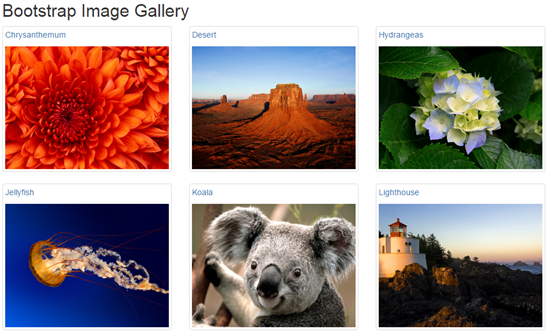 Bootstrap Image Gallery
Chrysanthemum
Desert
Hydrangeas
Jellyfish
Koala
Lighthouse